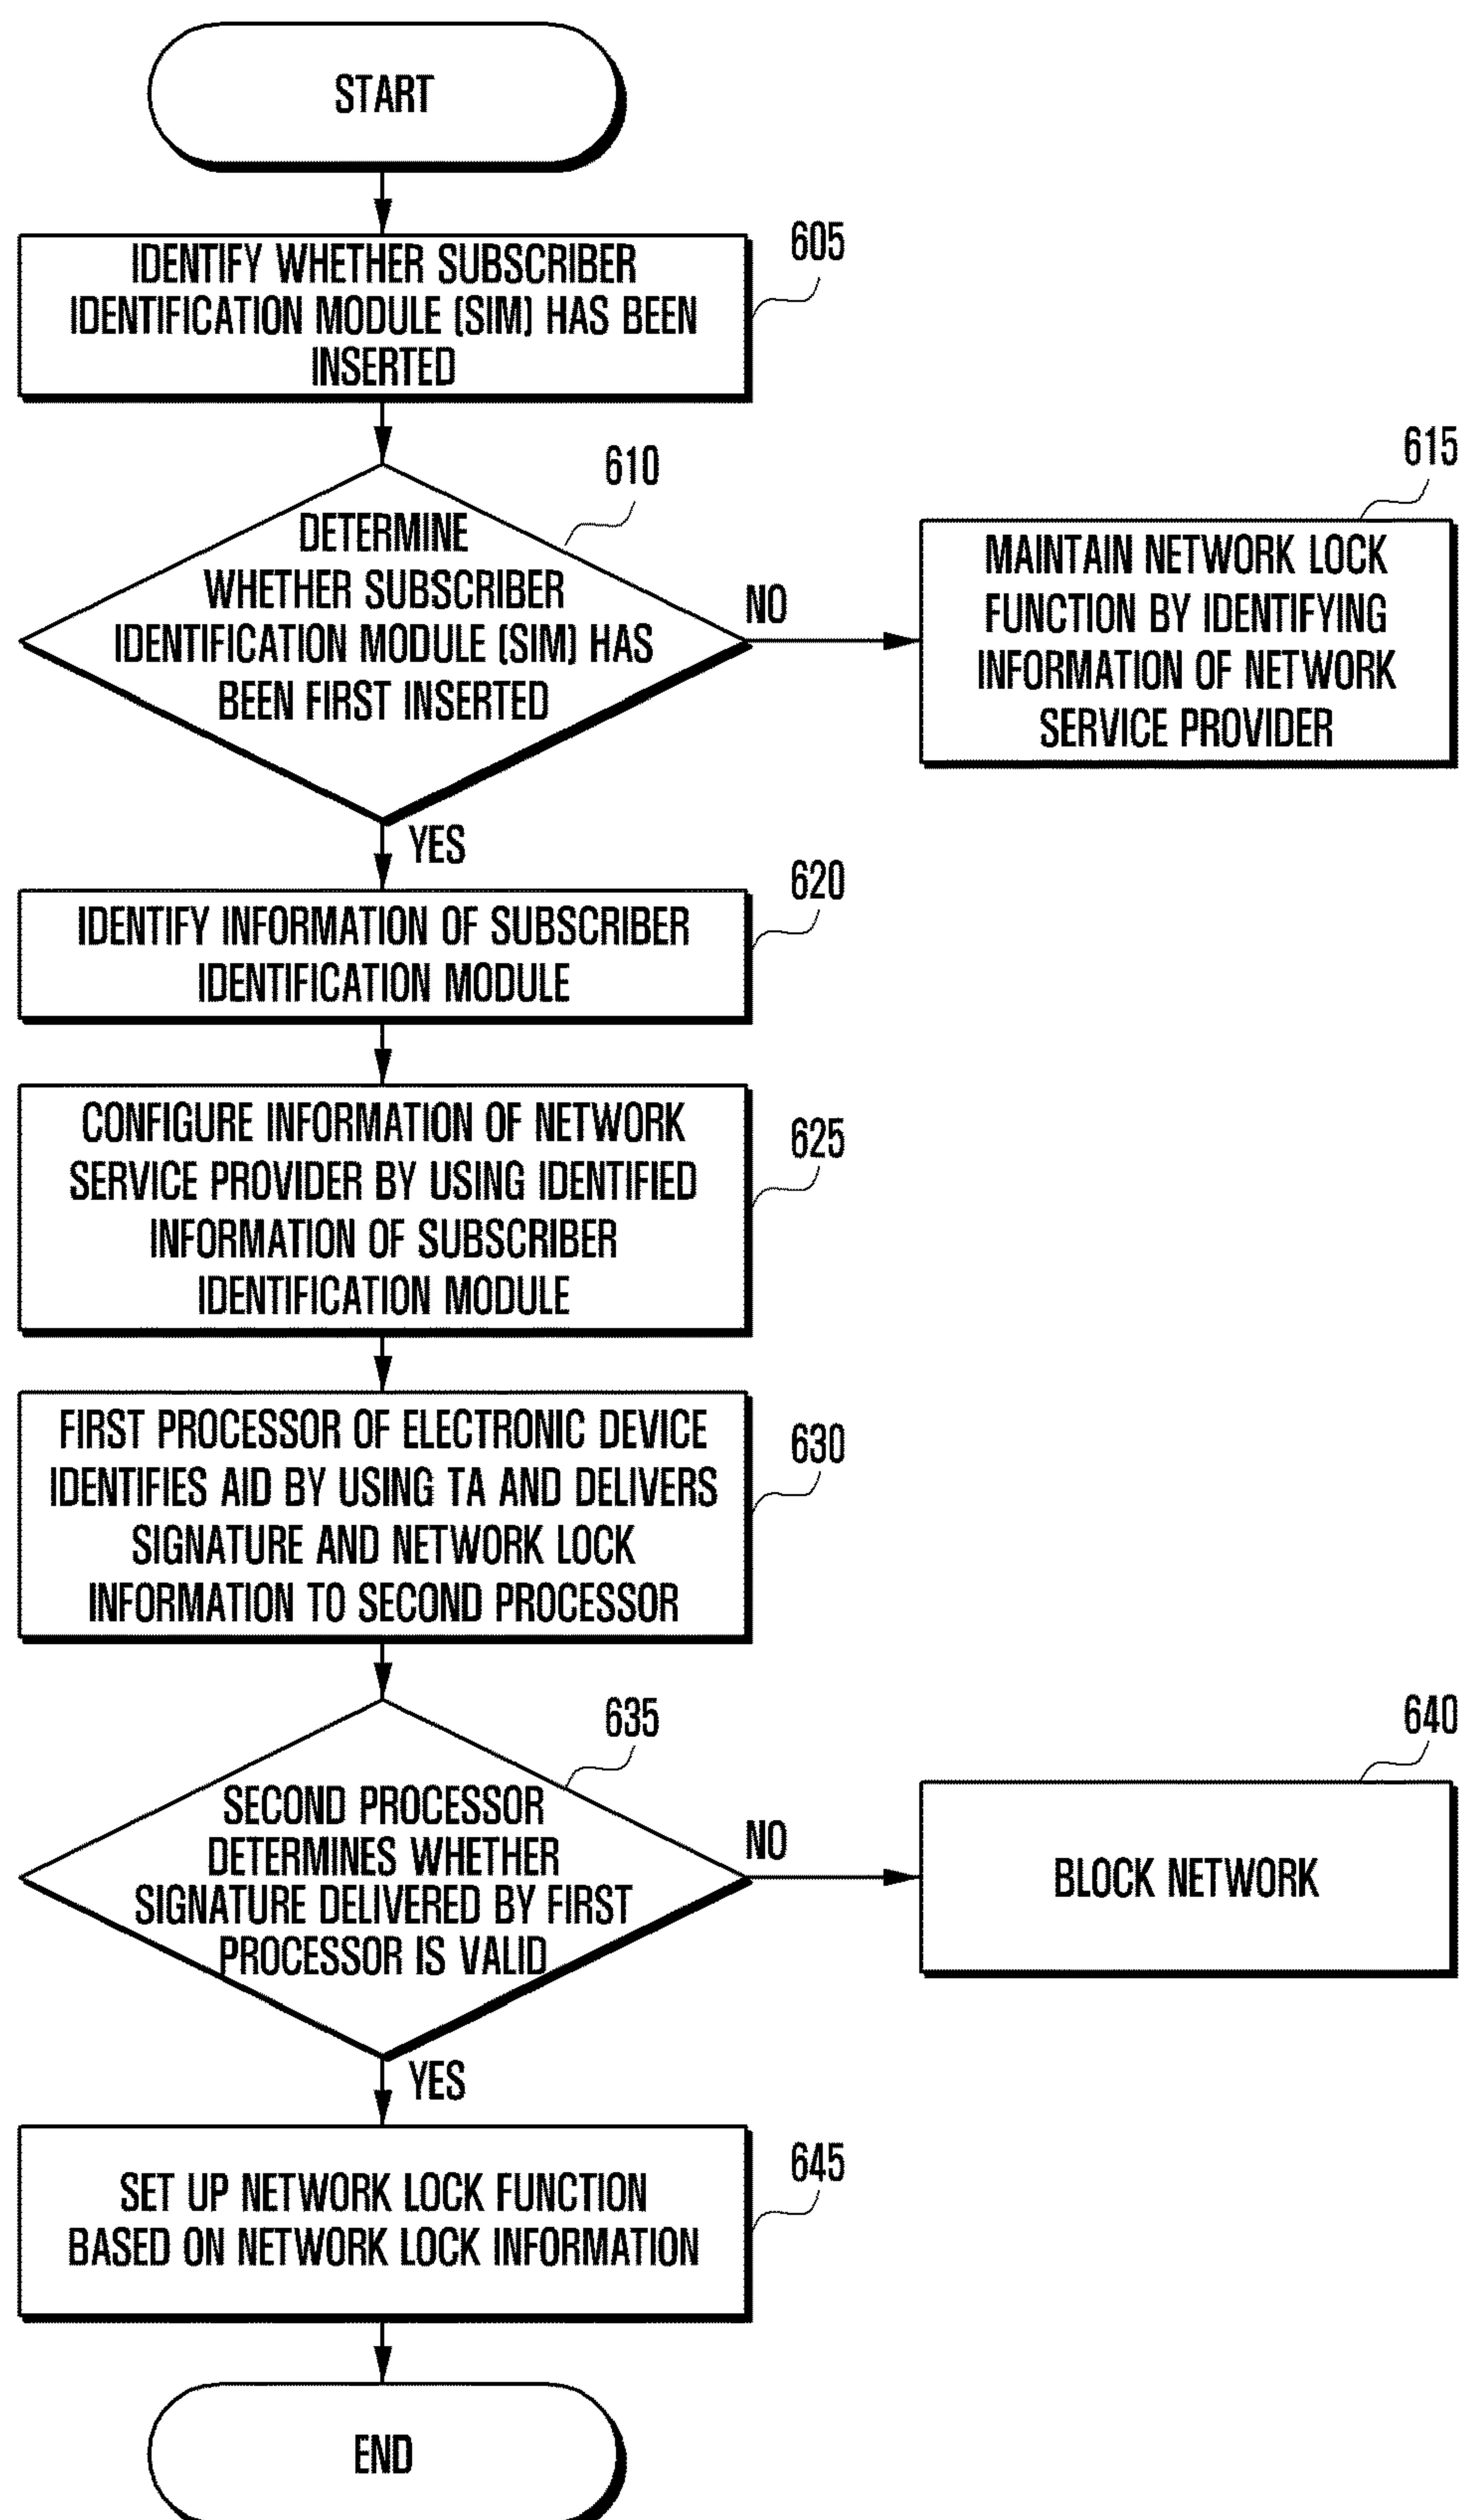 START
605
IDENTIFY WHETHER SUBSCRIBER
IDENTIFICATION MODULE (SIM) HAS BEEN
INSERTED
610
DETERMINE
WHETHER SUBSCRIBER
IDENTIFICATION MODULE (SIM) HAS
BEEN FIRST INSERTED
NO
615
MAINTAIN NETWORK LOCK
FUNCTION BY IDENTIFYING
INFORMATION OF NETWORK
SERVICE PROVIDER
YES
620
IDENTIFY INFORMATION OF SUBSCRIBER
IDENTIFICATION MODULE
625
CONFIGURE INFORMATION OF NETWORK
SERVICE PROVIDER BY USING IDENTIFIED
INFORMATION OF SUBSCRIBER
IDENTIFICATION MODULE
630
FIRST PROCESSOR OF ELECTRONIC DEVICE
IDENTIFIES AID BY USING TA AND DELIVERS
SIGNATURE AND NETWORK LOCK
INFORMATION TO SECOND PROCESSOR
635
SECOND PROCESSOR
DETERMINES WHETHER
SIGNATURE DELIVERED BY FIRST
PROCESSOR IS VALID
NO
640
BLOCK NETWORK
YES
645
SET UP NETWORK LOCK FUNCTION
BASED ON NETWORK LOCK INFORMATION
END